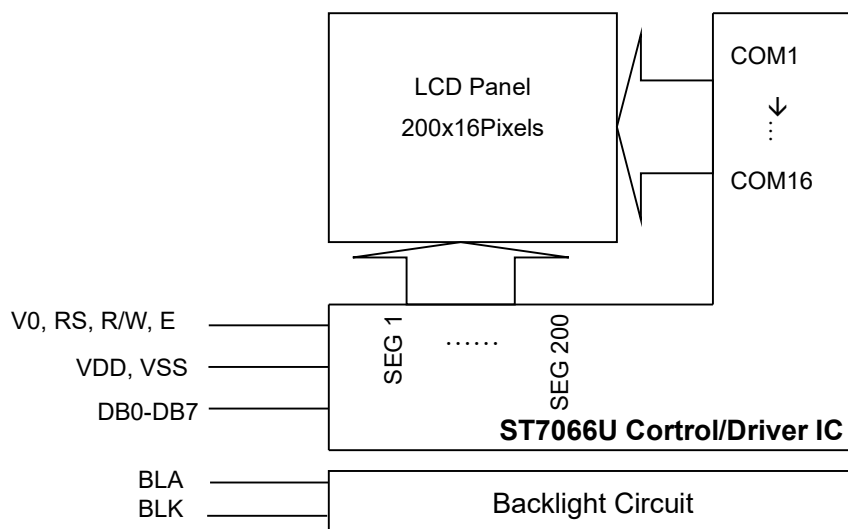 LCD Panel
200x16Pixels
COM1
⋮
COM16
V0, RS, R/W, E
VDD, VSS
DB0-DB7
SEG 1
······
SEG 200
ST7066U Cortrol/Driver IC
BLA
BLK
Backlight Circuit